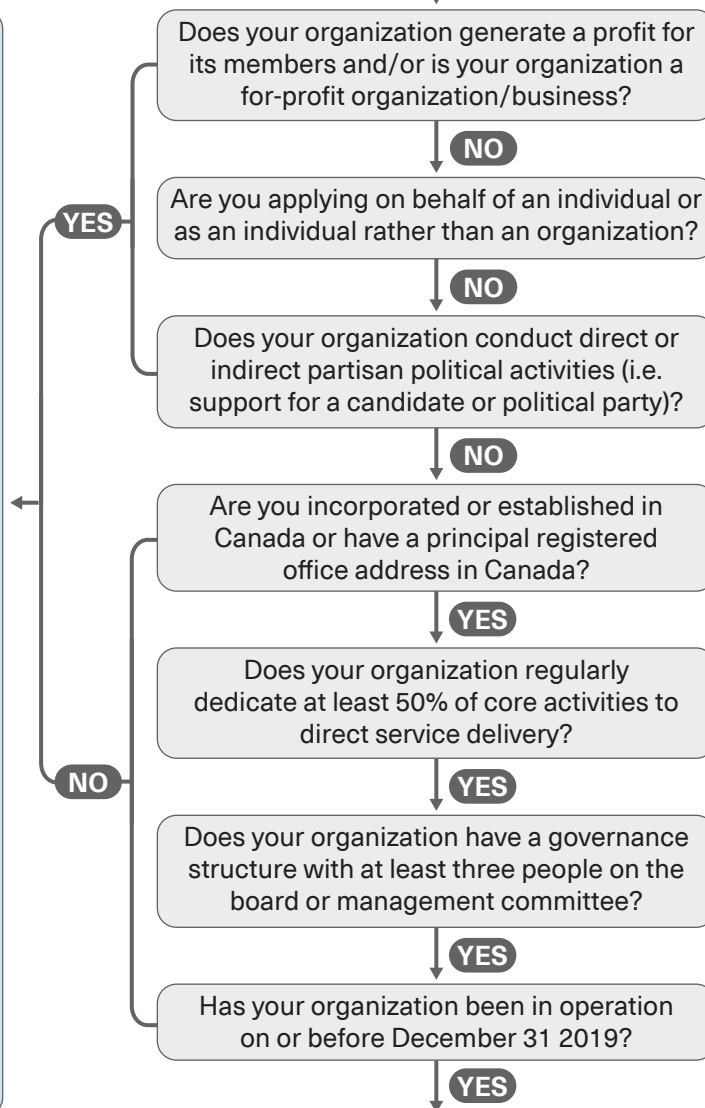 Does your organization generate a profit for
its members and/or is your organization a
for-profit organization/business?
NO
YES
Are you applying on behalf of an individual or
as an individual rather than an organization?
NO
Does your organization conduct direct or
indirect partisan political activities (i.e.
support for a candidate or political party)?
NO
Are you incorporated or established in
Canada or have a principal registered
office address in Canada?
YES
Does your organization regularly
dedicate at least 50% of core activities to
direct service delivery?
NO
YES
Does your organization have a governance
structure with at least three people on the
board or management committee?
YES
Has your organization been in operation
on or before December 31 2019?
YES